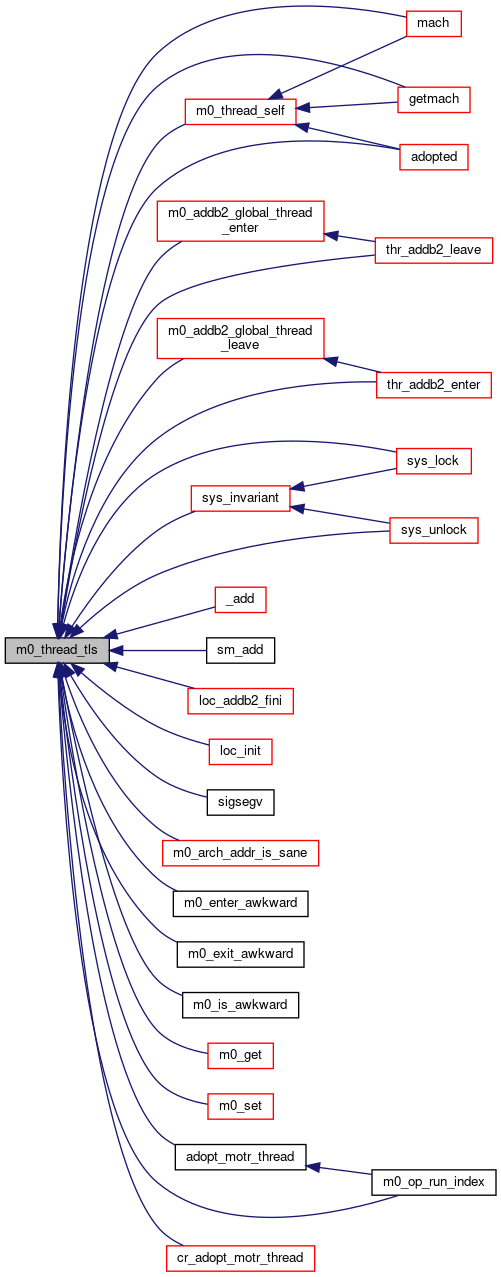 mach
getmach
m0_thread_self
adopted
m0_addb2_global_thread
_enter
thr_addb2_leave
m0_addb2_global_thread
_leave
thr_addb2_enter
sys_lock
sys_invariant
sys_unlock
_add
m0_thread_tls
sm_add
loc_addb2_fini
loc_init
sigsegv
m0_arch_addr_is_sane
m0_enter_awkward
m0_exit_awkward
m0_is_awkward
m0_get
m0_set
adopt_motr_thread
m0_op_run_index
cr_adopt_motr_thread